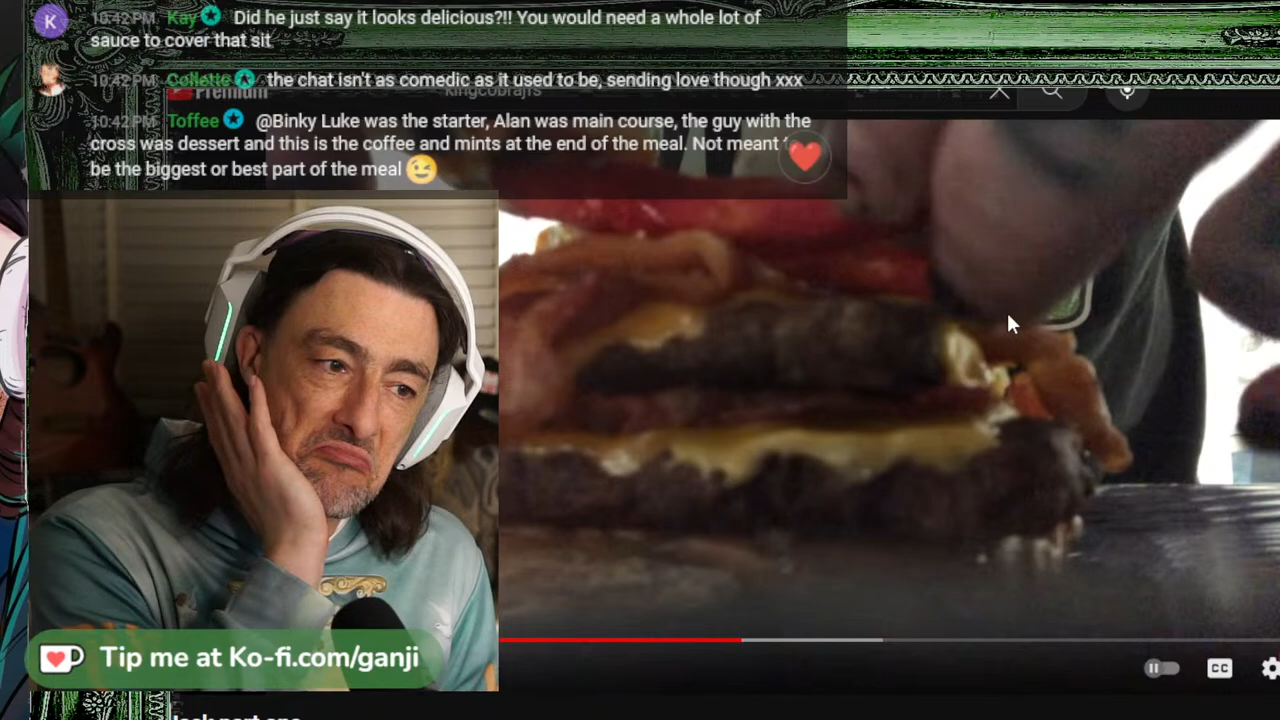 K
10:42 PM Kay Did he just say it looks delicious?!! You would need a whole lot of
sauce to cover that sit
10:42 PM Collette the chat isn't as comedic as it used to be, sending love though xxx
Premium kingcobrajfs
10:42 PM Toffee @Binky Luke was the starter, Alan was main course, the guy with the
cross was dessert and this is the coffee and mints at the end of the meal. Not meant
be the biggest or best part of the meal 😉
Tip me at Ko-fi.com/ganji
CC